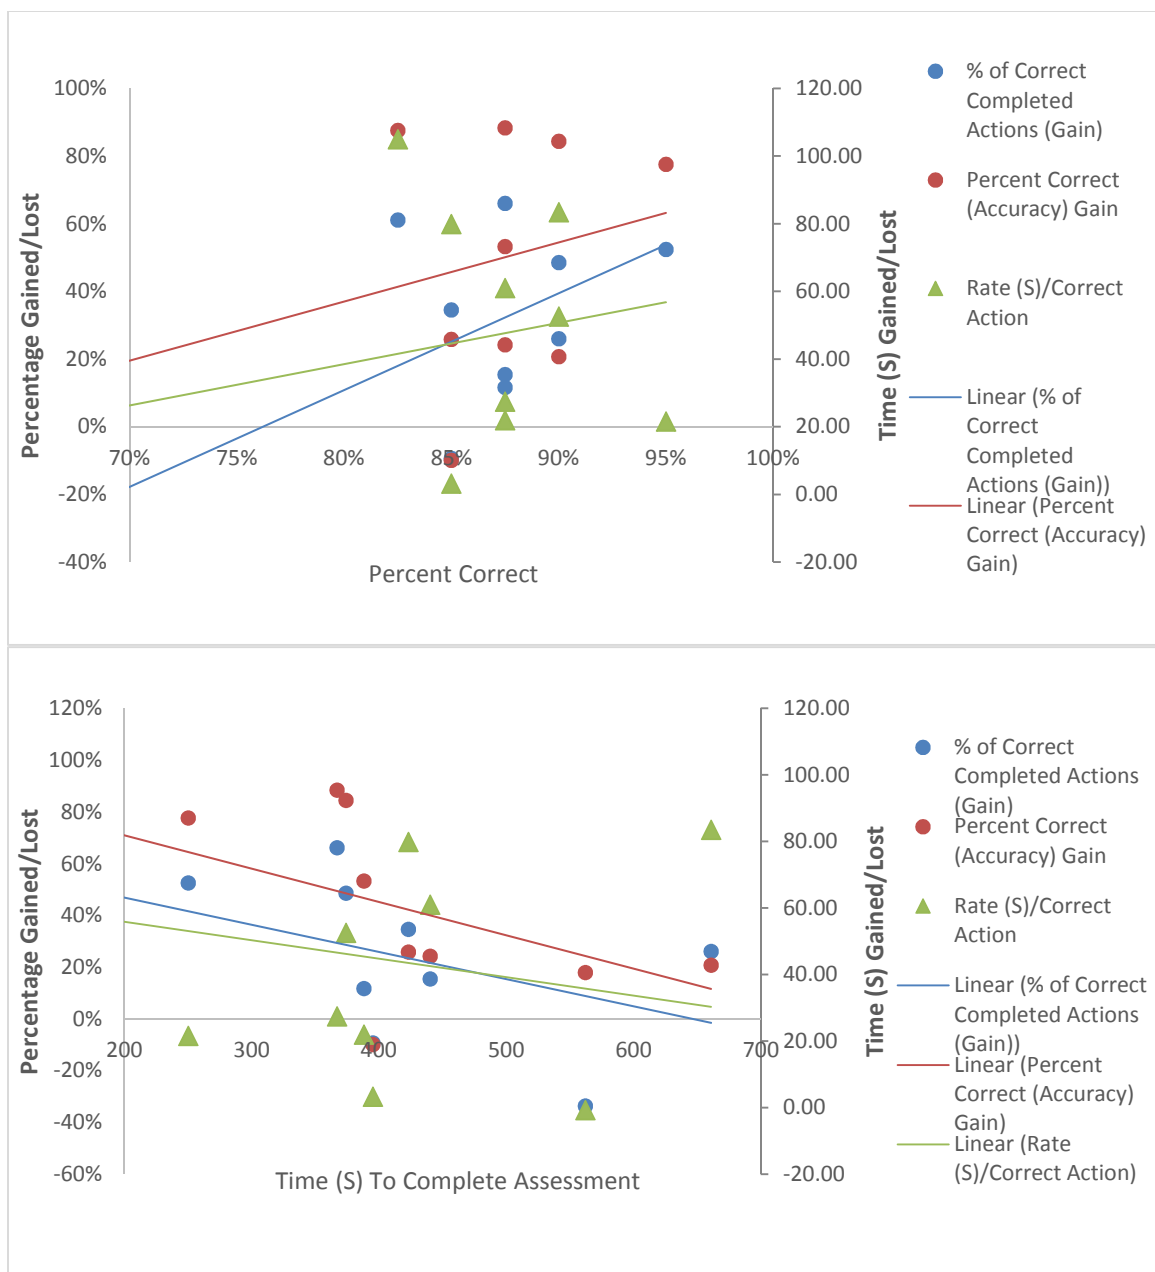 100%
80%
60%
40%
20%
0%
-20%
-40%
Percentage Gained/Lost
70%
75%
80%
85%
90%
95%
100%
Percent Correct
120.00
100.00
80.00
60.00
40.00
20.00
0.00
-20.00
Time (S) Gained/Lost
% of Correct
Completed
Actions (Gain)
Percent Correct
(Accuracy) Gain
Rate (S)/Correct
Action
Linear (% of
Correct
Completed
Actions (Gain))
Linear (Percent
Correct (Accuracy)
Gain)
120%
100%
80%
60%
40%
20%
0%
-20%
-40%
-60%
Percentage Gained/Lost
200
300
400
500
600
700
Time (S) To Complete Assessment
120.00
100.00
80.00
60.00
40.00
20.00
0.00
-20.00
Time (S) Gained/Lost
% of Correct
Completed Actions
(Gain)
Percent Correct
(Accuracy) Gain
Rate (S)/Correct
Action
Linear (% of Correct
Completed Actions
(Gain))
Linear (Percent
Correct (Accuracy)
Gain)
Linear (Rate
(S)/Correct Action)